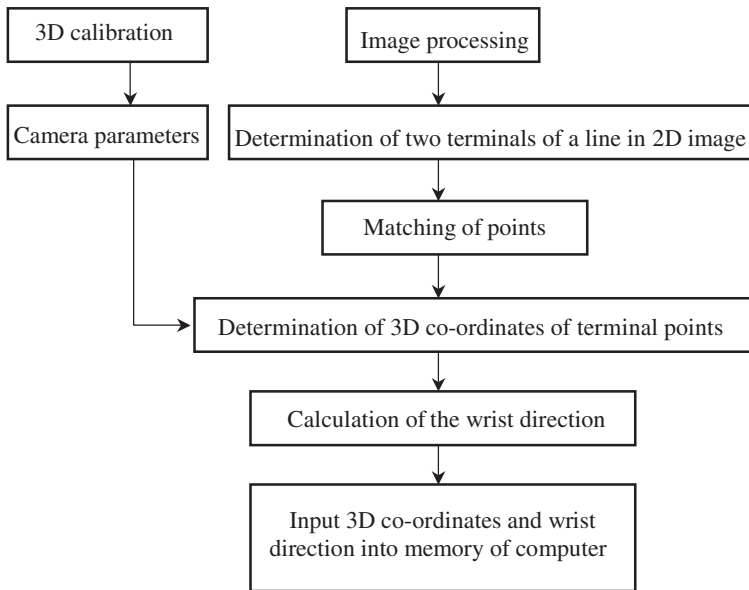 3D calibration
Image processing
Camera parameters
Determination of two terminals of a line in 2D image
Matching of points
Determination of 3D co-ordinates of terminal points
Calculation of the wrist direction
Input 3D co-ordinates and wrist
direction into memory of computer